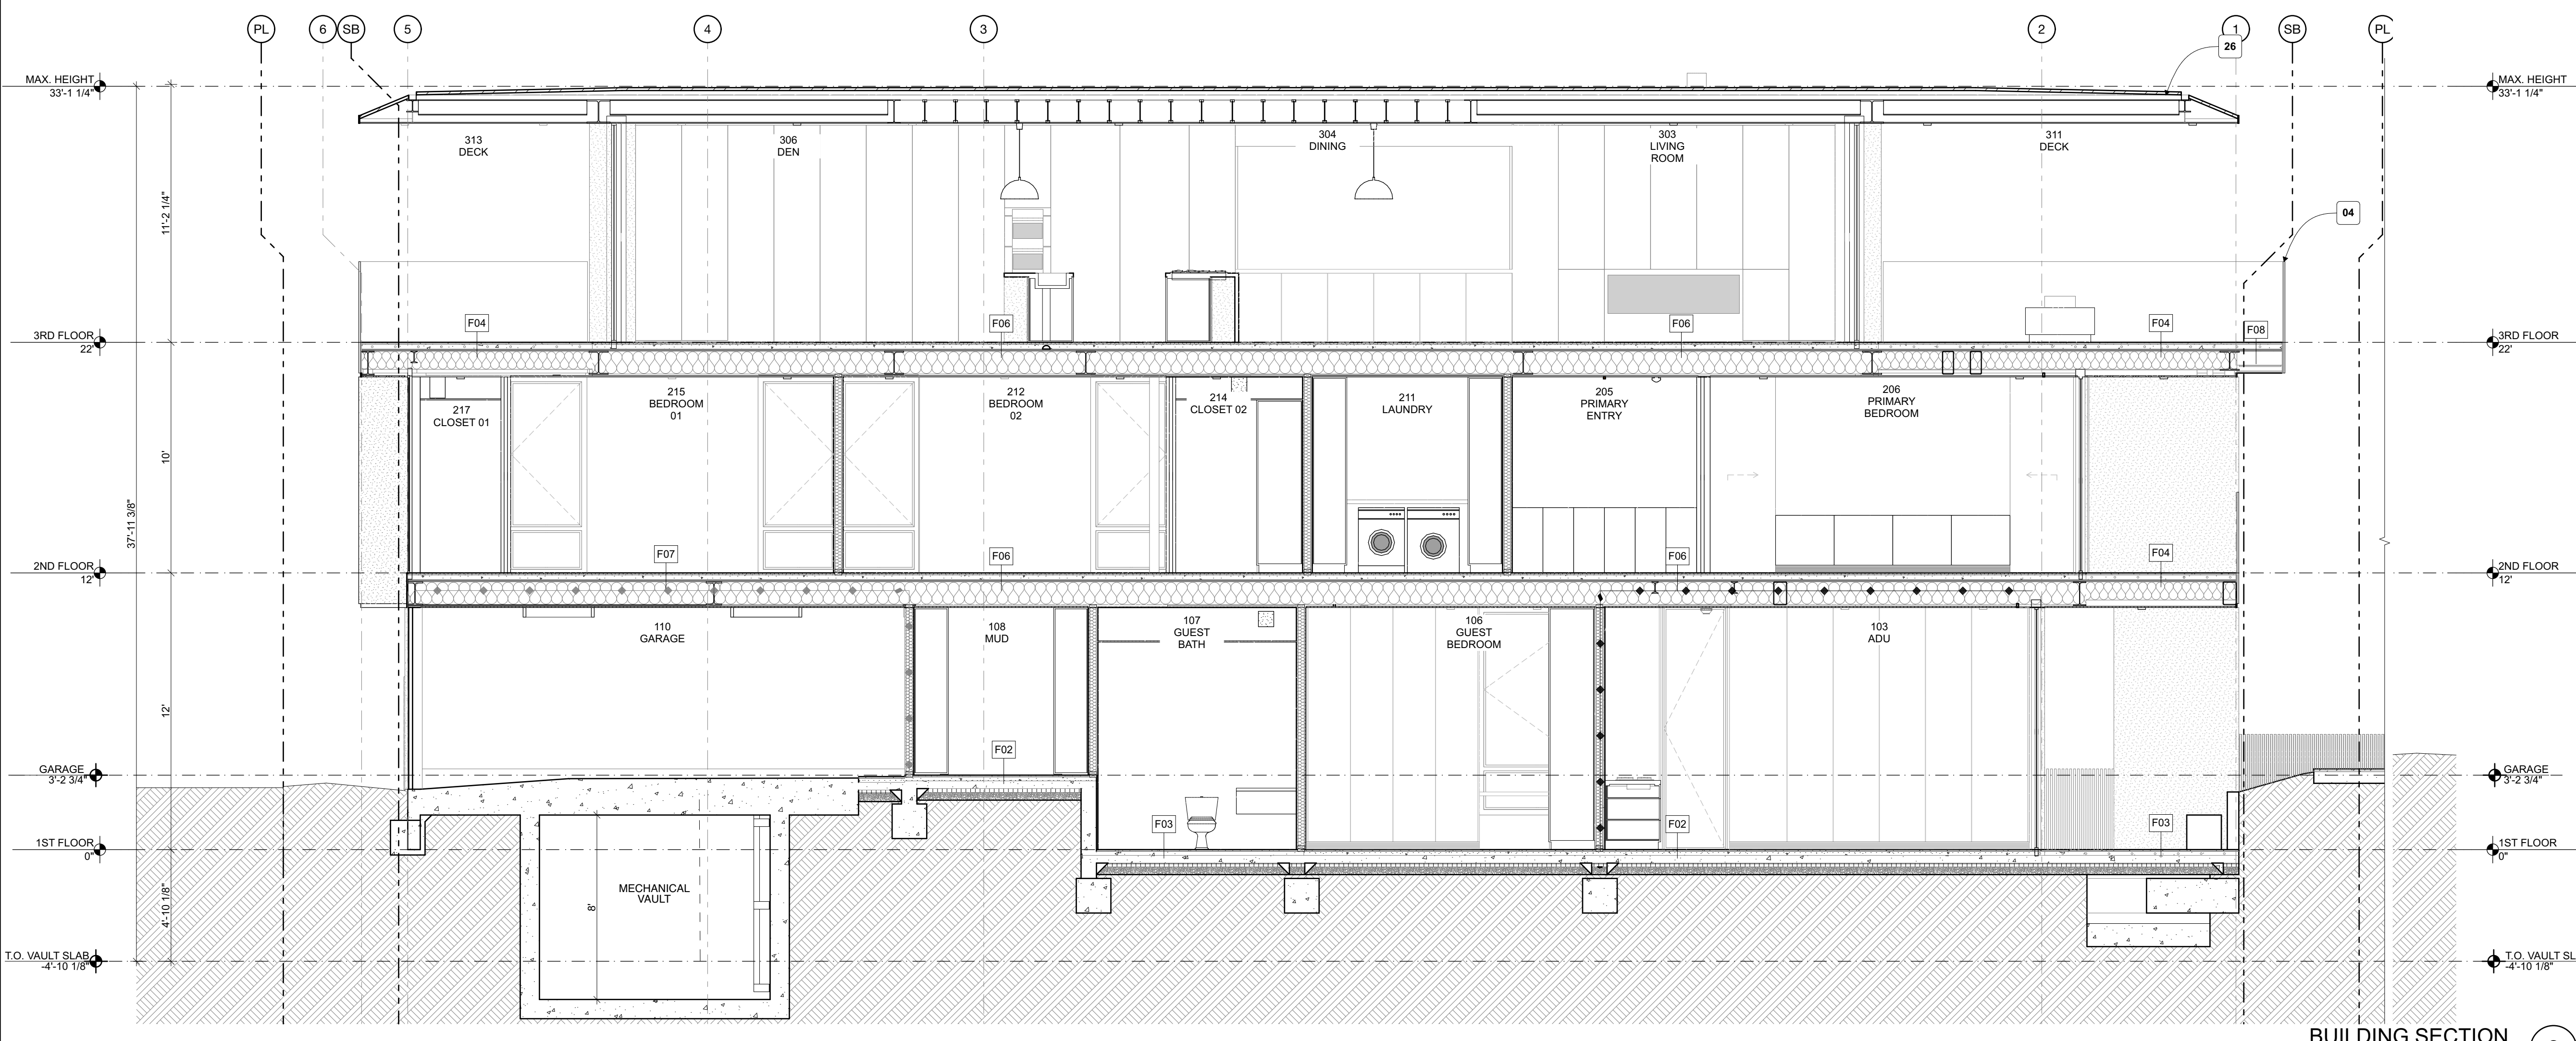 PL
6
SB
5
4
3
2
1
SB
PL
26
MAX. HEIGHT
33'-1 1/4"
MAX. HEIGHT
33'-1 1/4"
313
DECK
306
DEN
304
DINING
303
LIVING
ROOM
311
DECK
11'-2 1/4"
04
F04
F06
F06
F04
F08
3RD FLOOR
22'
3RD FLOOR
22'
217
CLOSET 01
215
BEDROOM
01
212
BEDROOM
02
214
CLOSET 02
211
LAUNDRY
205
PRIMARY
ENTRY
206
PRIMARY
BEDROOM
10'
37'-11 3/8"
F07
F06
F06
F04
2ND FLOOR
12'
2ND FLOOR
12'
110
GARAGE
108
MUD
107
GUEST
BATH
106
GUEST
BEDROOM
103
ADU
12'
F02
GARAGE
3'-2 3/4"
GARAGE
3'-2 3/4"
F03
F02
F03
1ST FLOOR
0"
1ST FLOOR
0"
4'-10 1/8"
MECHANICAL
VAULT
8'
T.O. VAULT SLAB
-4'-10 1/8"
T.O. VAULT SL
-4'-10 1/8"
BUILDING SECTION